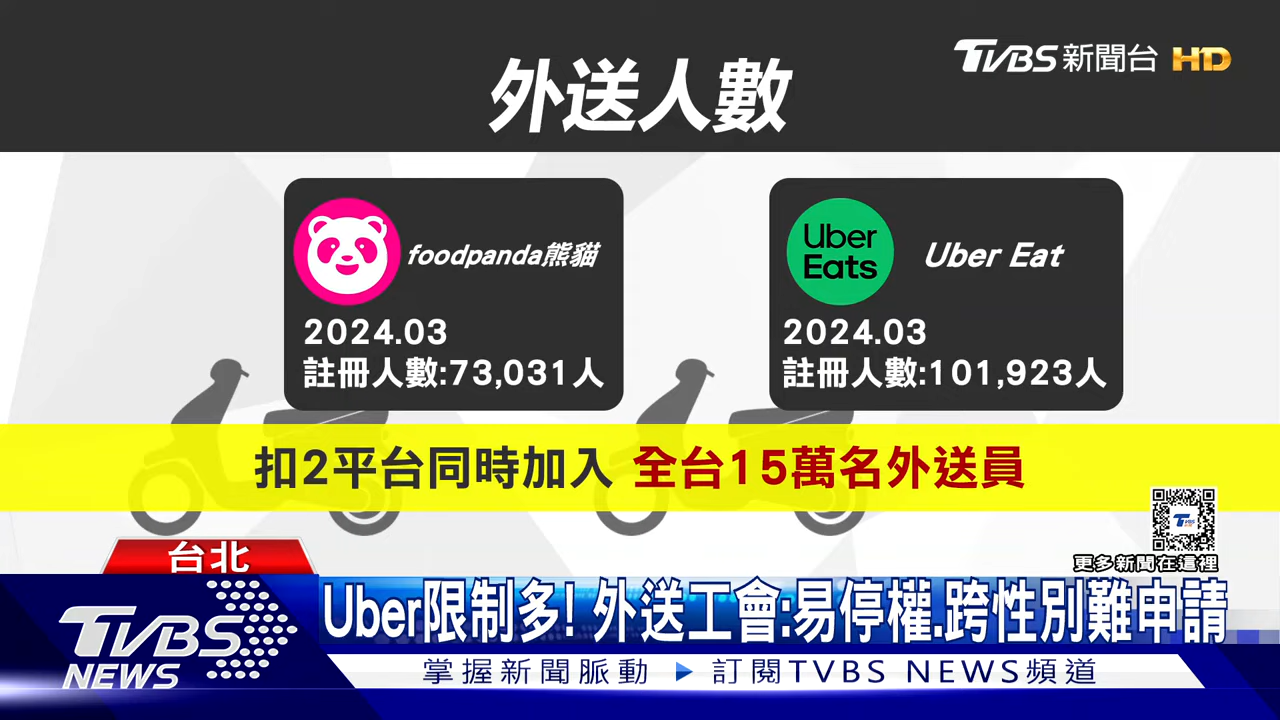 外送人數
TVBS新聞台 HD
foodpanda熊貓
2024.03
註冊人數:73,031人
Uber
Eats
Uber Eat
2024.03
註冊人數:101,923人
扣2平台同時加入 全台15萬名外送員
TVBS
更多新聞在這裡
台北
Uber限制多! 外送工會:易停權.跨性別難申請
TVBS
NEWS
掌握新聞脈動 ▶ 訂閱TVBS NEWS頻道